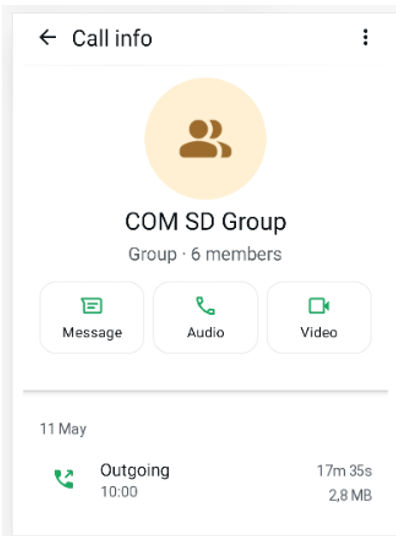 Call info
COM SD Group
Group · 6 members
Message Audio Video
11 May
Outgoing 17m 35s
10:00 2,8 MB